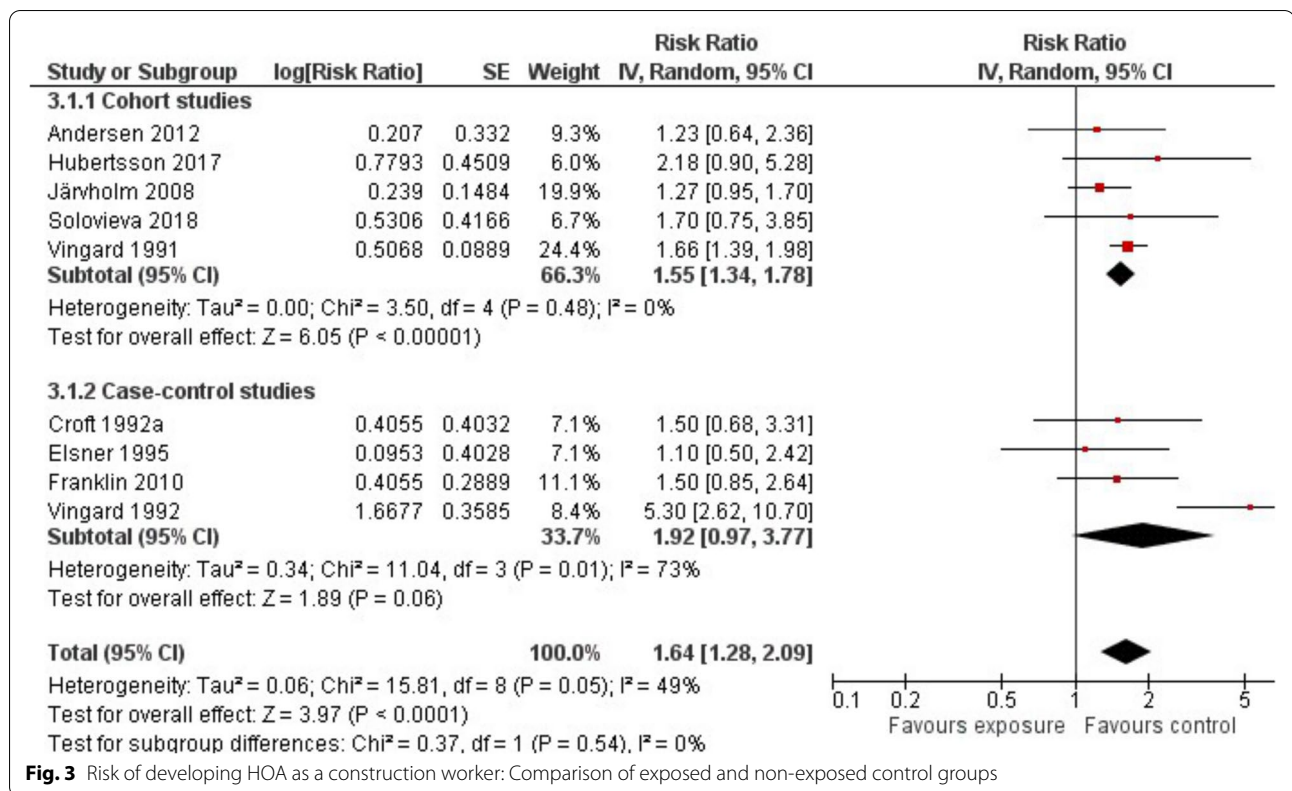 Risk Ratio Risk Ratio
Study or Subgroup log[Risk Ratio] SE Weight IV, Random, 95% CI IV, Random, 95% CI
3.1.1 Cohort studies
Andersen 2012 0.207 0.332 9.3% 1.23 [0.64, 2.36]
Hubertsson 2017 0.7793 0.4509 6.0% 2.18 [0.90, 5.28]
Järvholm 2008 0.239 0.1484 19.9% 1.27 [0.95, 1.70]
Solovieva 2018 0.5306 0.4166 6.7% 1.70 [0.75, 3.85]
Vingard 1991 0.5068 0.0889 24.4% 1.66 [1.39, 1.98]
Subtotal (95% CI) 66.3% 1.55 [1.34, 1.78]
Heterogeneity: Tau² = 0.00; Chi² = 3.50, df = 4 (P = 0.48); I² = 0%
Test for overall effect: Z = 6.05 (P < 0.00001)
3.1.2 Case-control studies
Croft 1992a 0.4055 0.4032 7.1% 1.50 [0.68, 3.31]
Elsner 1995 0.0953 0.4028 7.1% 1.10 [0.50, 2.42]
Franklin 2010 0.4055 0.2889 11.1% 1.50 [0.85, 2.64]
Vingard 1992 1.6677 0.3585 8.4% 5.30 [2.62, 10.70]
Subtotal (95% CI) 33.7% 1.92 [0.97, 3.77]
Heterogeneity: Tau² = 0.34; Chi² = 11.04, df = 3 (P = 0.01); I² = 73%
Test for overall effect: Z = 1.89 (P = 0.06)
Total (95% CI) 100.0% 1.64 [1.28, 2.09]
Heterogeneity: Tau² = 0.06; Chi² = 15.81, df = 8 (P = 0.05); I² = 49%
Test for overall effect: Z = 3.97 (P < 0.0001)
Test for subgroup differences: Chi² = 0.37, df = 1 (P = 0.54), I² = 0%
0.1 0.2 0.5 1 2 5
Favours exposure Favours control
Fig. 3 Risk of developing HOA as a construction worker: Comparison of exposed and non-exposed control groups